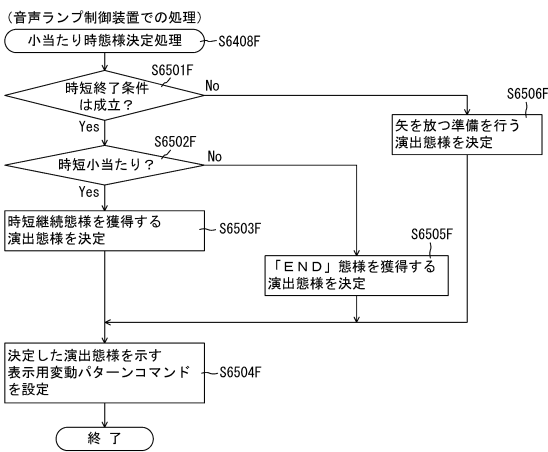 (音声ランプ制御装置での処理)
小当たり時態様決定処理
S6408F
時短終了条件
は成立?
S6501F
No
Yes
S6506F
矢を放つ準備を行う
演出態様を決定
時短小当たり?
S6502F
No
Yes
時短継続態様を獲得する
演出態様を決定
S6503F
S6505F
「END」態様を獲得する
演出態様を決定
決定した演出態様を示す
表示用変動パターンコマンド
を設定
S6504F
終 了